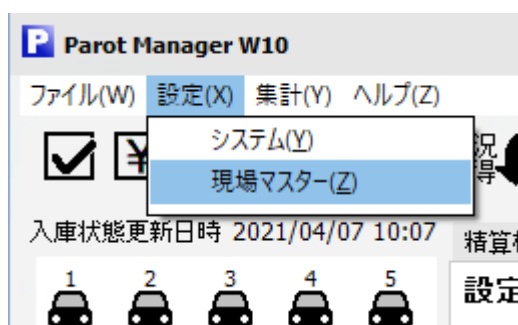 P Parot Manager W10
ファイル(W) 設定(X) 集計(Y) ヘルプ(Z)
システム(Y)
現場マスター(Z)
¥
況
得
入庫状態更新日時 2021/04/07 10:07
精算
1 2 3 4 5
設定